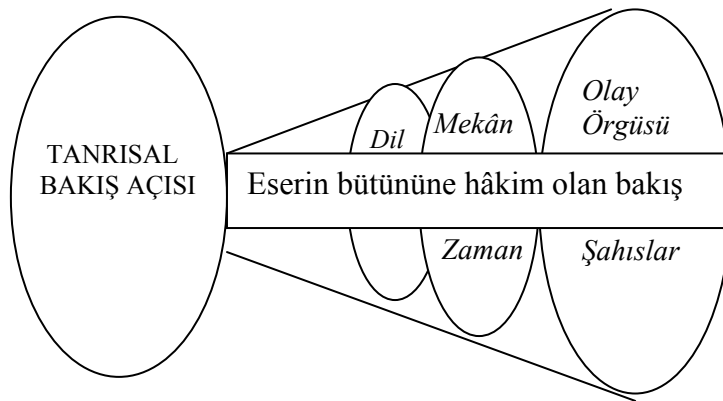 TANRISAL
BAKIŞ AÇISI
Dil
Mekân
Olay
Örgüsü
Eserin bütününe hâkim olan bakış
Zaman
Şahıslar